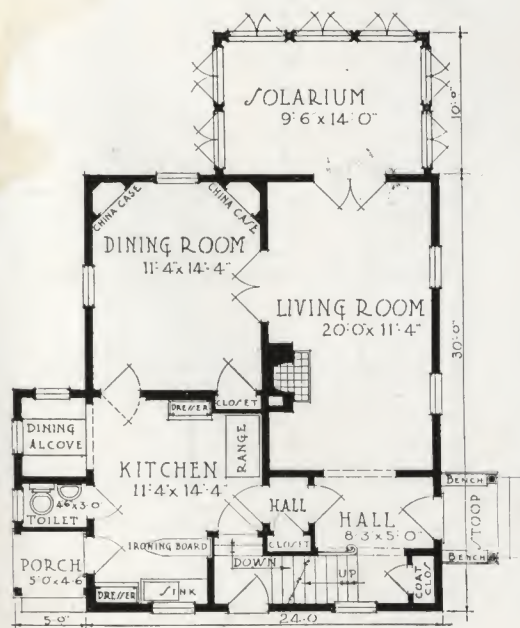 SOLARIUM
9'-6" x 14'-0"
10'-0"
CHINA CASE
CHINA CASE
DINING ROOM
11'-4" x 14'-4"
LIVING ROOM
20'-0" x 11'-4"
30'-0"
DRESSER
CLOSET
DINING
ALCOVE
RANGE
KITCHEN
11'-4" x 14'-4"
4'6" x 3'-0"
TOILET
HALL
HALL
8'-3" x 5'-0"
BENCH
STOOP
BENCH
IRONING BOARD
CLOSET
PORCH
5'-0" x 4'-6"
DOWN
UP
COAT
CLOS
DRESSER
SINK
5'-0"
24'-0"